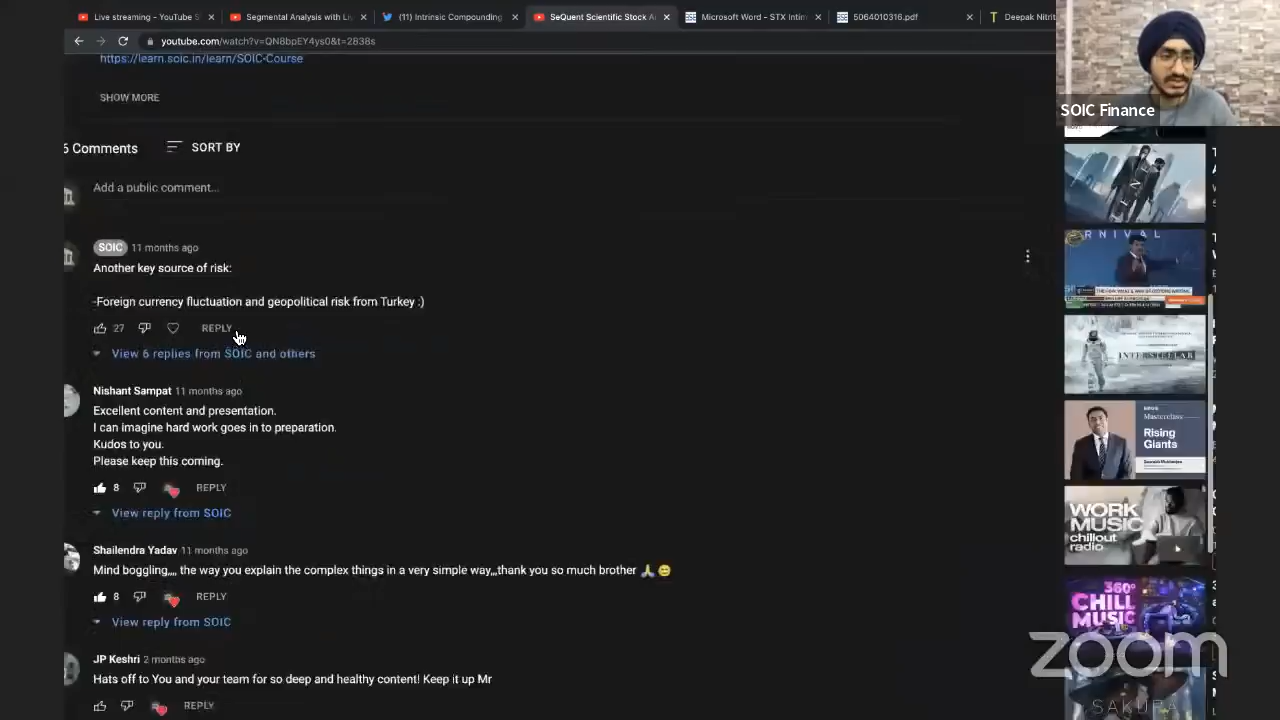 Live streaming - YouTube S
Segmental Analysis with Li
(11) Intrinsic Compounding
SeQuent Scientific Stock A
Microsoft Word - STX Intim
5064010316.pdf
Deepak Nitrit
youtube.com/watch?v=QN8bpEY4ys0&t=2838s
SOIC Finance
https://learn.soic.in/learn/SOIC-Course
SHOW MORE
6 Comments
SORT BY
Add a public comment...
SOIC 11 months ago
Another key source of risk:
-Foreign currency fluctuation and geopolitical risk from Turkey :)
27 REPLY
View 6 replies from SOIC and others
Nishant Sampat 11 months ago
Excellent content and presentation.
I can imagine hard work goes in to preparation.
Kudos to you.
Please keep this coming.
8 REPLY
View reply from SOIC
Shailendra Yadav 11 months ago
Mind boggling,,,, the way you explain the complex things in a very simple way,,,thank you so much brother 🙏😊
8 REPLY
View reply from SOIC
JP Keshri 2 months ago
Hats off to You and your team for so deep and healthy content! Keep it up Mr
REPLY
RNIVAL
INTERSTELLAR
Masterclass
Rising
Giants
WORK
MUSIC
chillout
radio
360°
CHILL
MUSIC
SAKURA
zoom